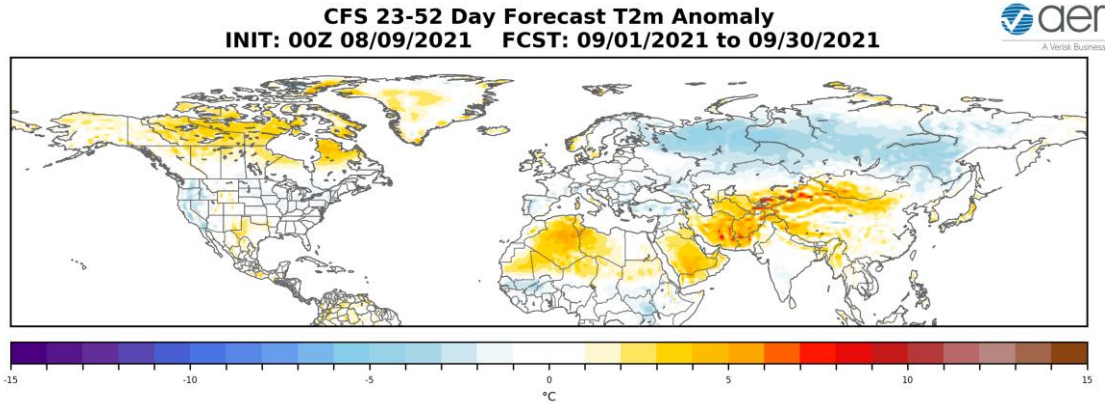 CFS 23-52 Day Forecast T2m Anomaly
INIT: 00Z 08/09/2021 FCST: 09/01/2021 to 09/30/2021
aer
A Verisk Business
-15 -10 -5 0 5 10 15
°C